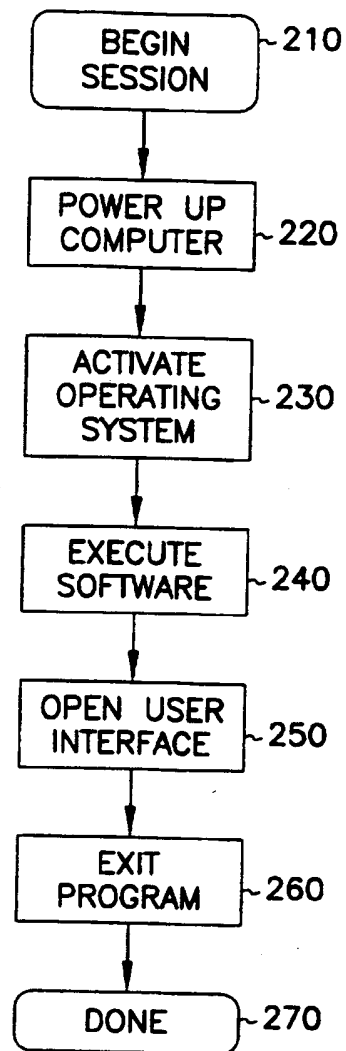 BEGIN
SESSION
210
POWER UP
COMPUTER
220
ACTIVATE
OPERATING
SYSTEM
230
EXECUTE
SOFTWARE
240
OPEN USER
INTERFACE
250
EXIT
PROGRAM
260
DONE
270